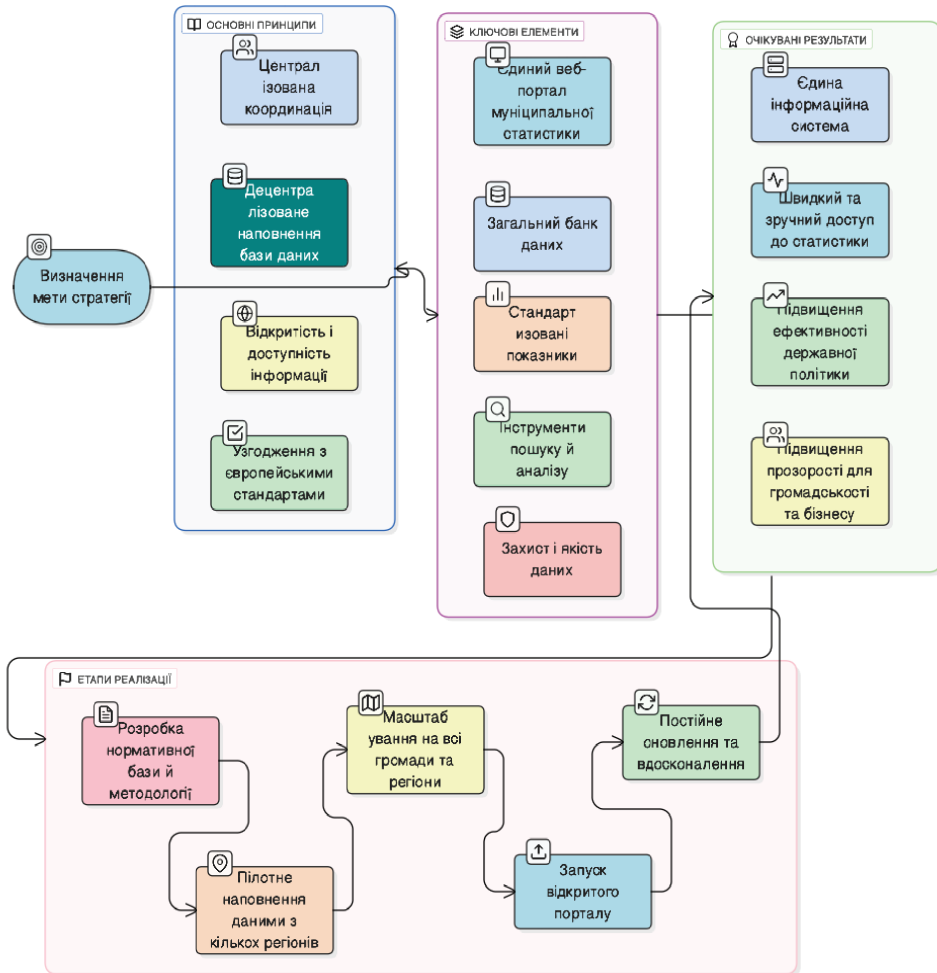 Визначення
мети стратегії
ОСНОВНІ ПРИНЦИПИ
Централ
ізована
координація
Децентра
лізоване
наповнення
бази даних
Відкритість і
доступність
інформації
Узгодження з
європейськими
стандартами
КЛЮЧОВІ ЕЛЕМЕНТИ
Єдиний веб-
портал
муніципальної
статистики
Загальний банк
даних
Стандарт
изовані
показники
Інструменти
пошуку й
аналізу
Захист і якість
даних
ОЧІКУВАНІ РЕЗУЛЬТАТИ
Єдина
інформаційна
система
Швидкий та
зручний доступ
до статистики
Підвищення
ефективності
державної
політики
Підвищення
прозорості для
громадськості
та бізнесу
ЕТАПИ РЕАЛІЗАЦІЇ
Розробка
нормативної
бази й
методології
Пілотне
наповнення
даними з
кількох регіонів
Масштаб
ування на всі
громади та
регіони
Запуск
відкритого
порталу
Постійне
оновлення та
вдосконалення